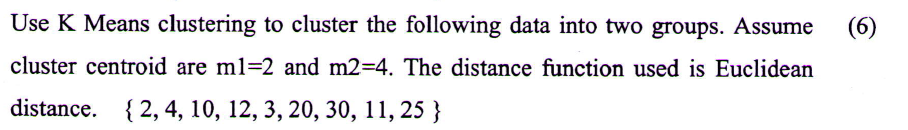 Use K Means clustering to cluster the following data into two groups. Assume (6)
cluster centroid are m1=2 and m2=4. The distance function used is Euclidean
distance. { 2, 4, 10, 12, 3, 20, 30, 11, 25 }